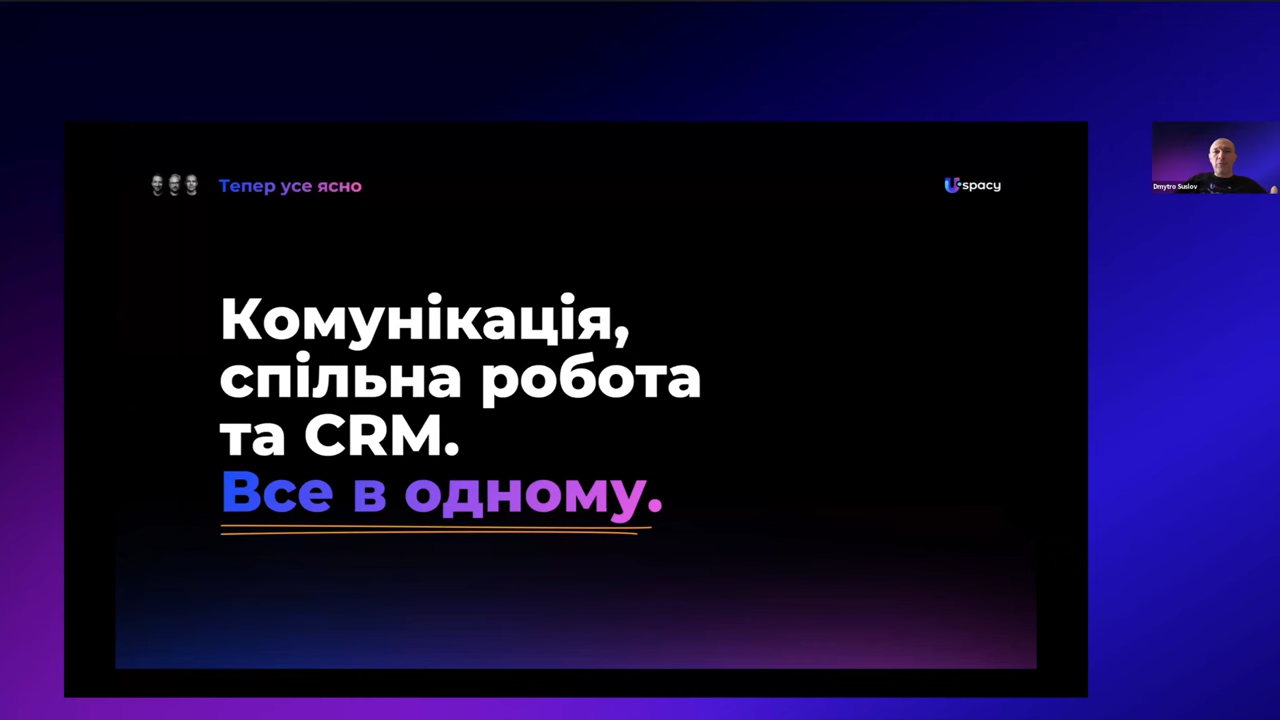 Тепер усе ясно
Uspacy
Dmytro Suslov
Комунікація,
спільна робота
та CRM.
Все в одному.